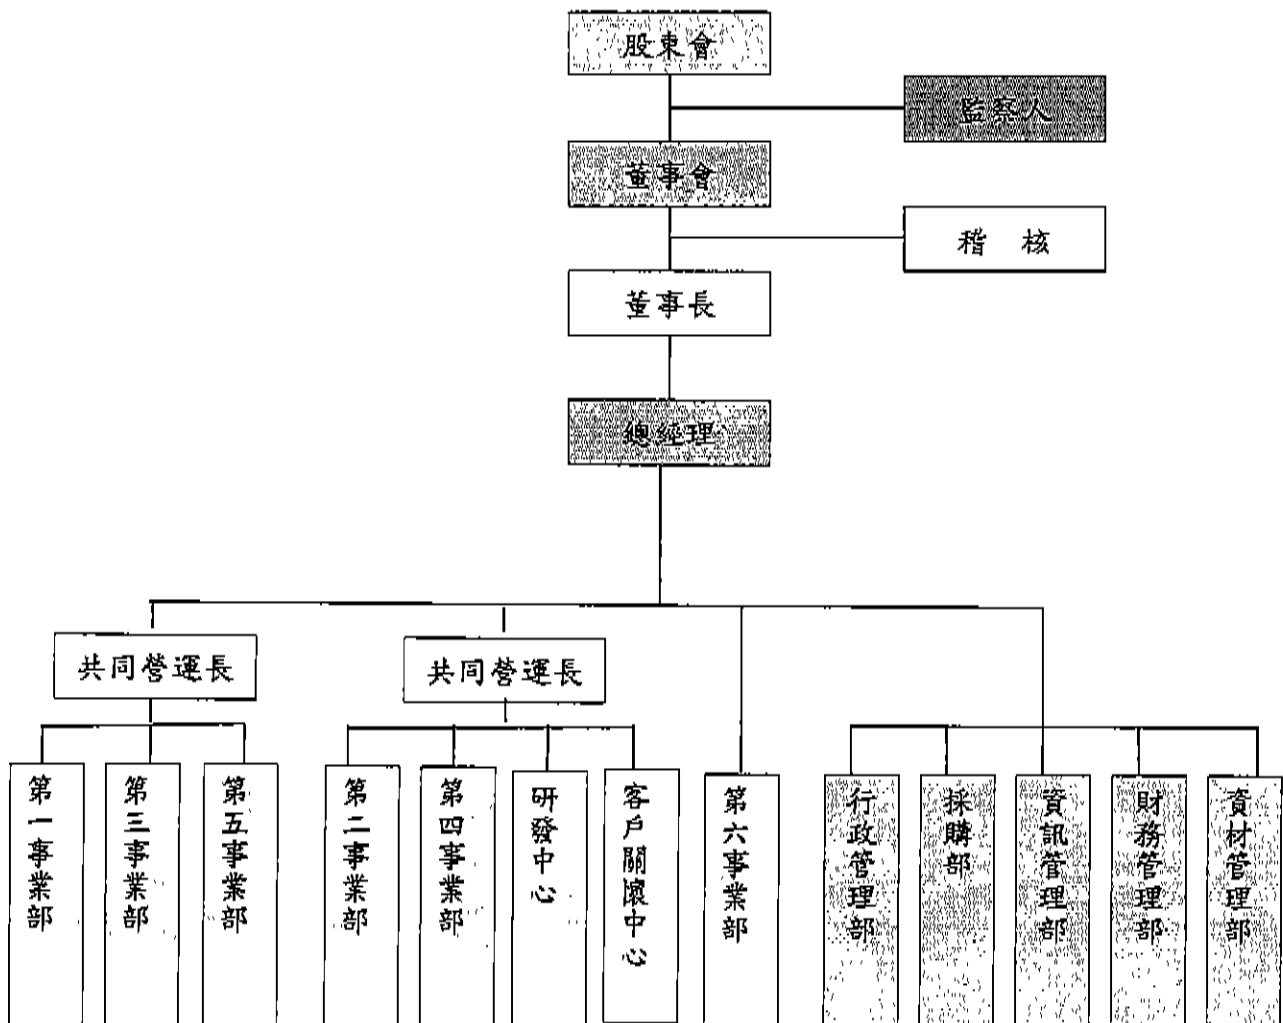 股東會
監察人
董事會
稽 核
董事長
總經理
共同營運長
共同營運長
第一事業部
第三事業部
第五事業部
第二事業部
第四事業部
研發中心
客戶關懷中心
第六事業部
行政管理部
採購部
資訊管理部
財務管理部
資材管理部